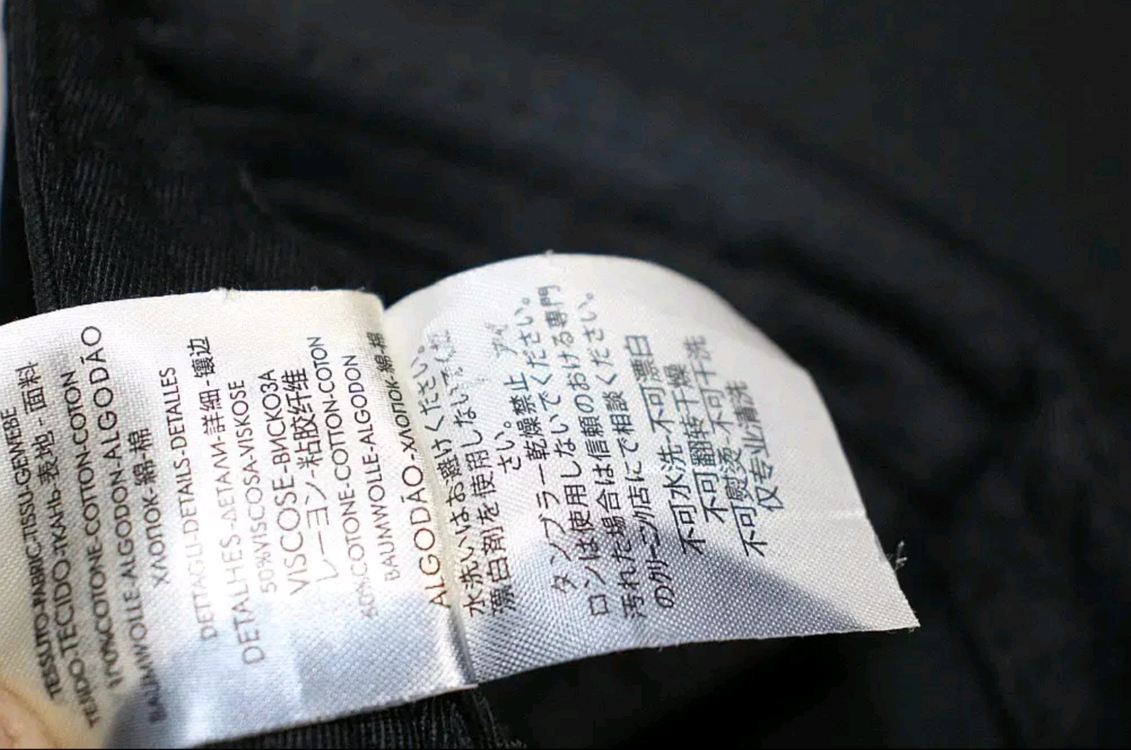 TESSUTO-FABRIC-TISSU-GEWEBE
TEJIDO-TECIDO-ТКАНЬ-表地-面料
100%COTONE-COTTON-COTON
BAUMWOLLE-ALGODON-ALGODÃO
ХЛОПОК-綿-棉
DETTAGLI-DETAILS-DETALLES
DETALHES-ДЕТАЛИ-詳細-镶边
50%VISCOSA-VISKOSE
VISCOSE-ВИСКОЗА
レーヨン-粘胶纤维
COTONE-COTTON-COTON
BAUMWOLLE-ALGODON
ALGODÃO-ХЛОПОК-綿-棉
水洗いはお避けください。
漂白剤を使用しないでくだ
さい。
タンブラー乾燥禁止
ロンは使用しないでください。
汚れた場合は信頼のおける専門
のクリーニング店にで相談ください。
不可水洗-不可漂白
不可翻转干燥
不可熨烫-不可干洗
仅专业清洗